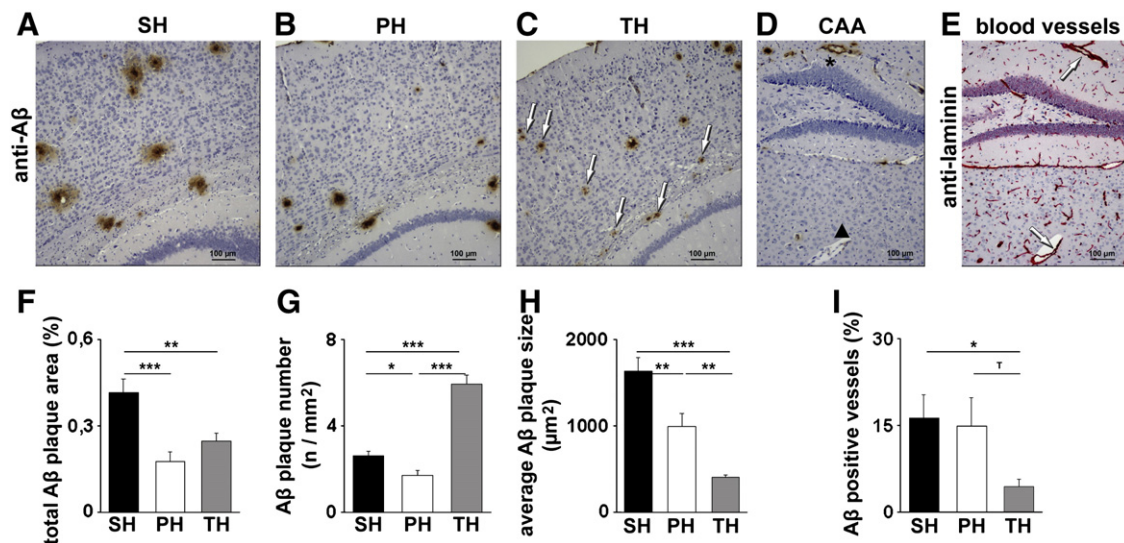 A SH
B PH
C TH
D CAA
E blood vessels
anti-Aβ
anti-laminin
*
▲
100 µm
100 µm
100 µm
100 µm
100 µm
F
total Aβ plaque area (%)
0,6
0,3
0
**
***
SH PH TH
G
Aβ plaque number
(n / mm2)
8
6
4
2
0
***
* ***
SH PH TH
H
average Aβ plaque size
(µm²)
2000
1000
0
***
** **
SH PH TH
I
Aβ positive vessels (%)
30
15
0
*
T
SH PH TH